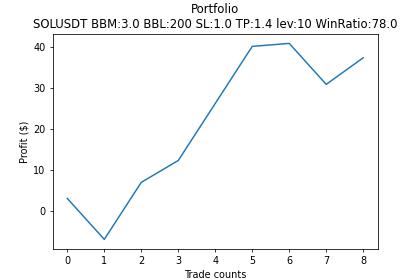 Portfolio
SOLUSDT BBM:3.0 BBL:200 SL:1.0 TP:1.4 lev:10 WinRatio:78.0
40
30
20
10
0
Profit ($)
0 1 2 3 4 5 6 7 8
Trade counts